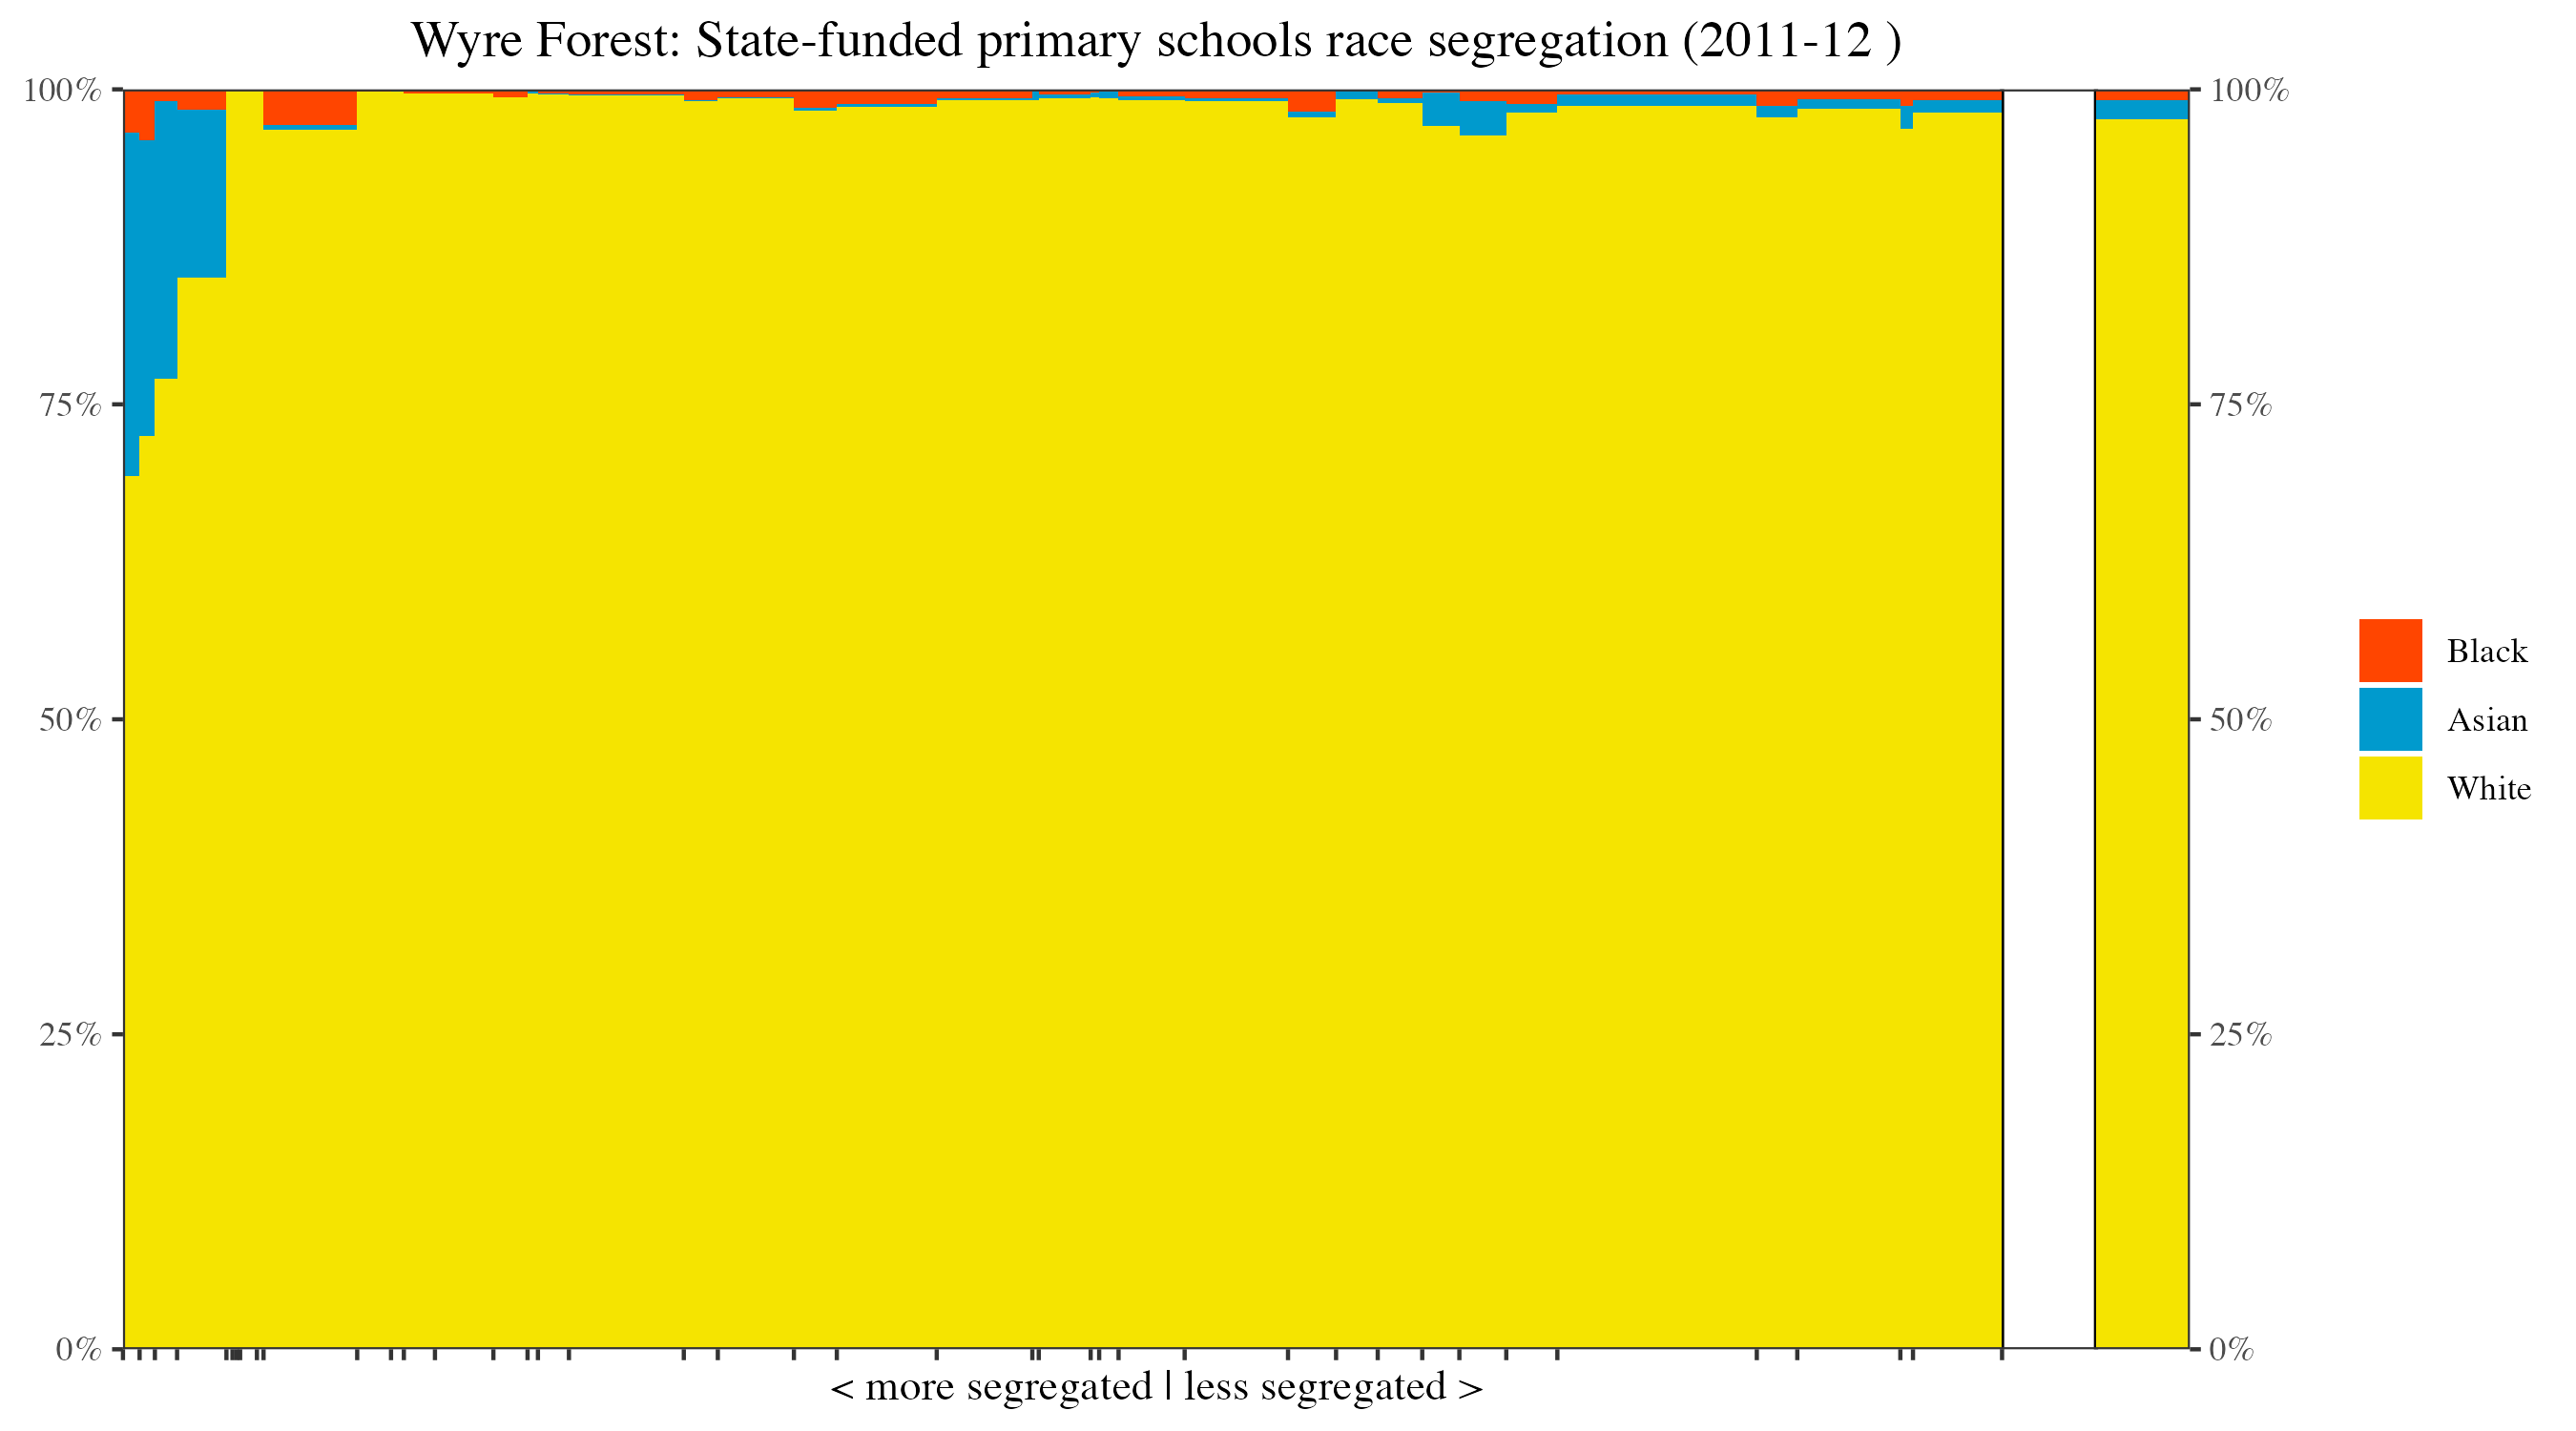 Wyre Forest: State-funded primary schools race segregation (2011-12 )
100%
75%
50%
25%
0%
100%
75%
50%
25%
0%
Black
Asian
White
< more segregated | less segregated >